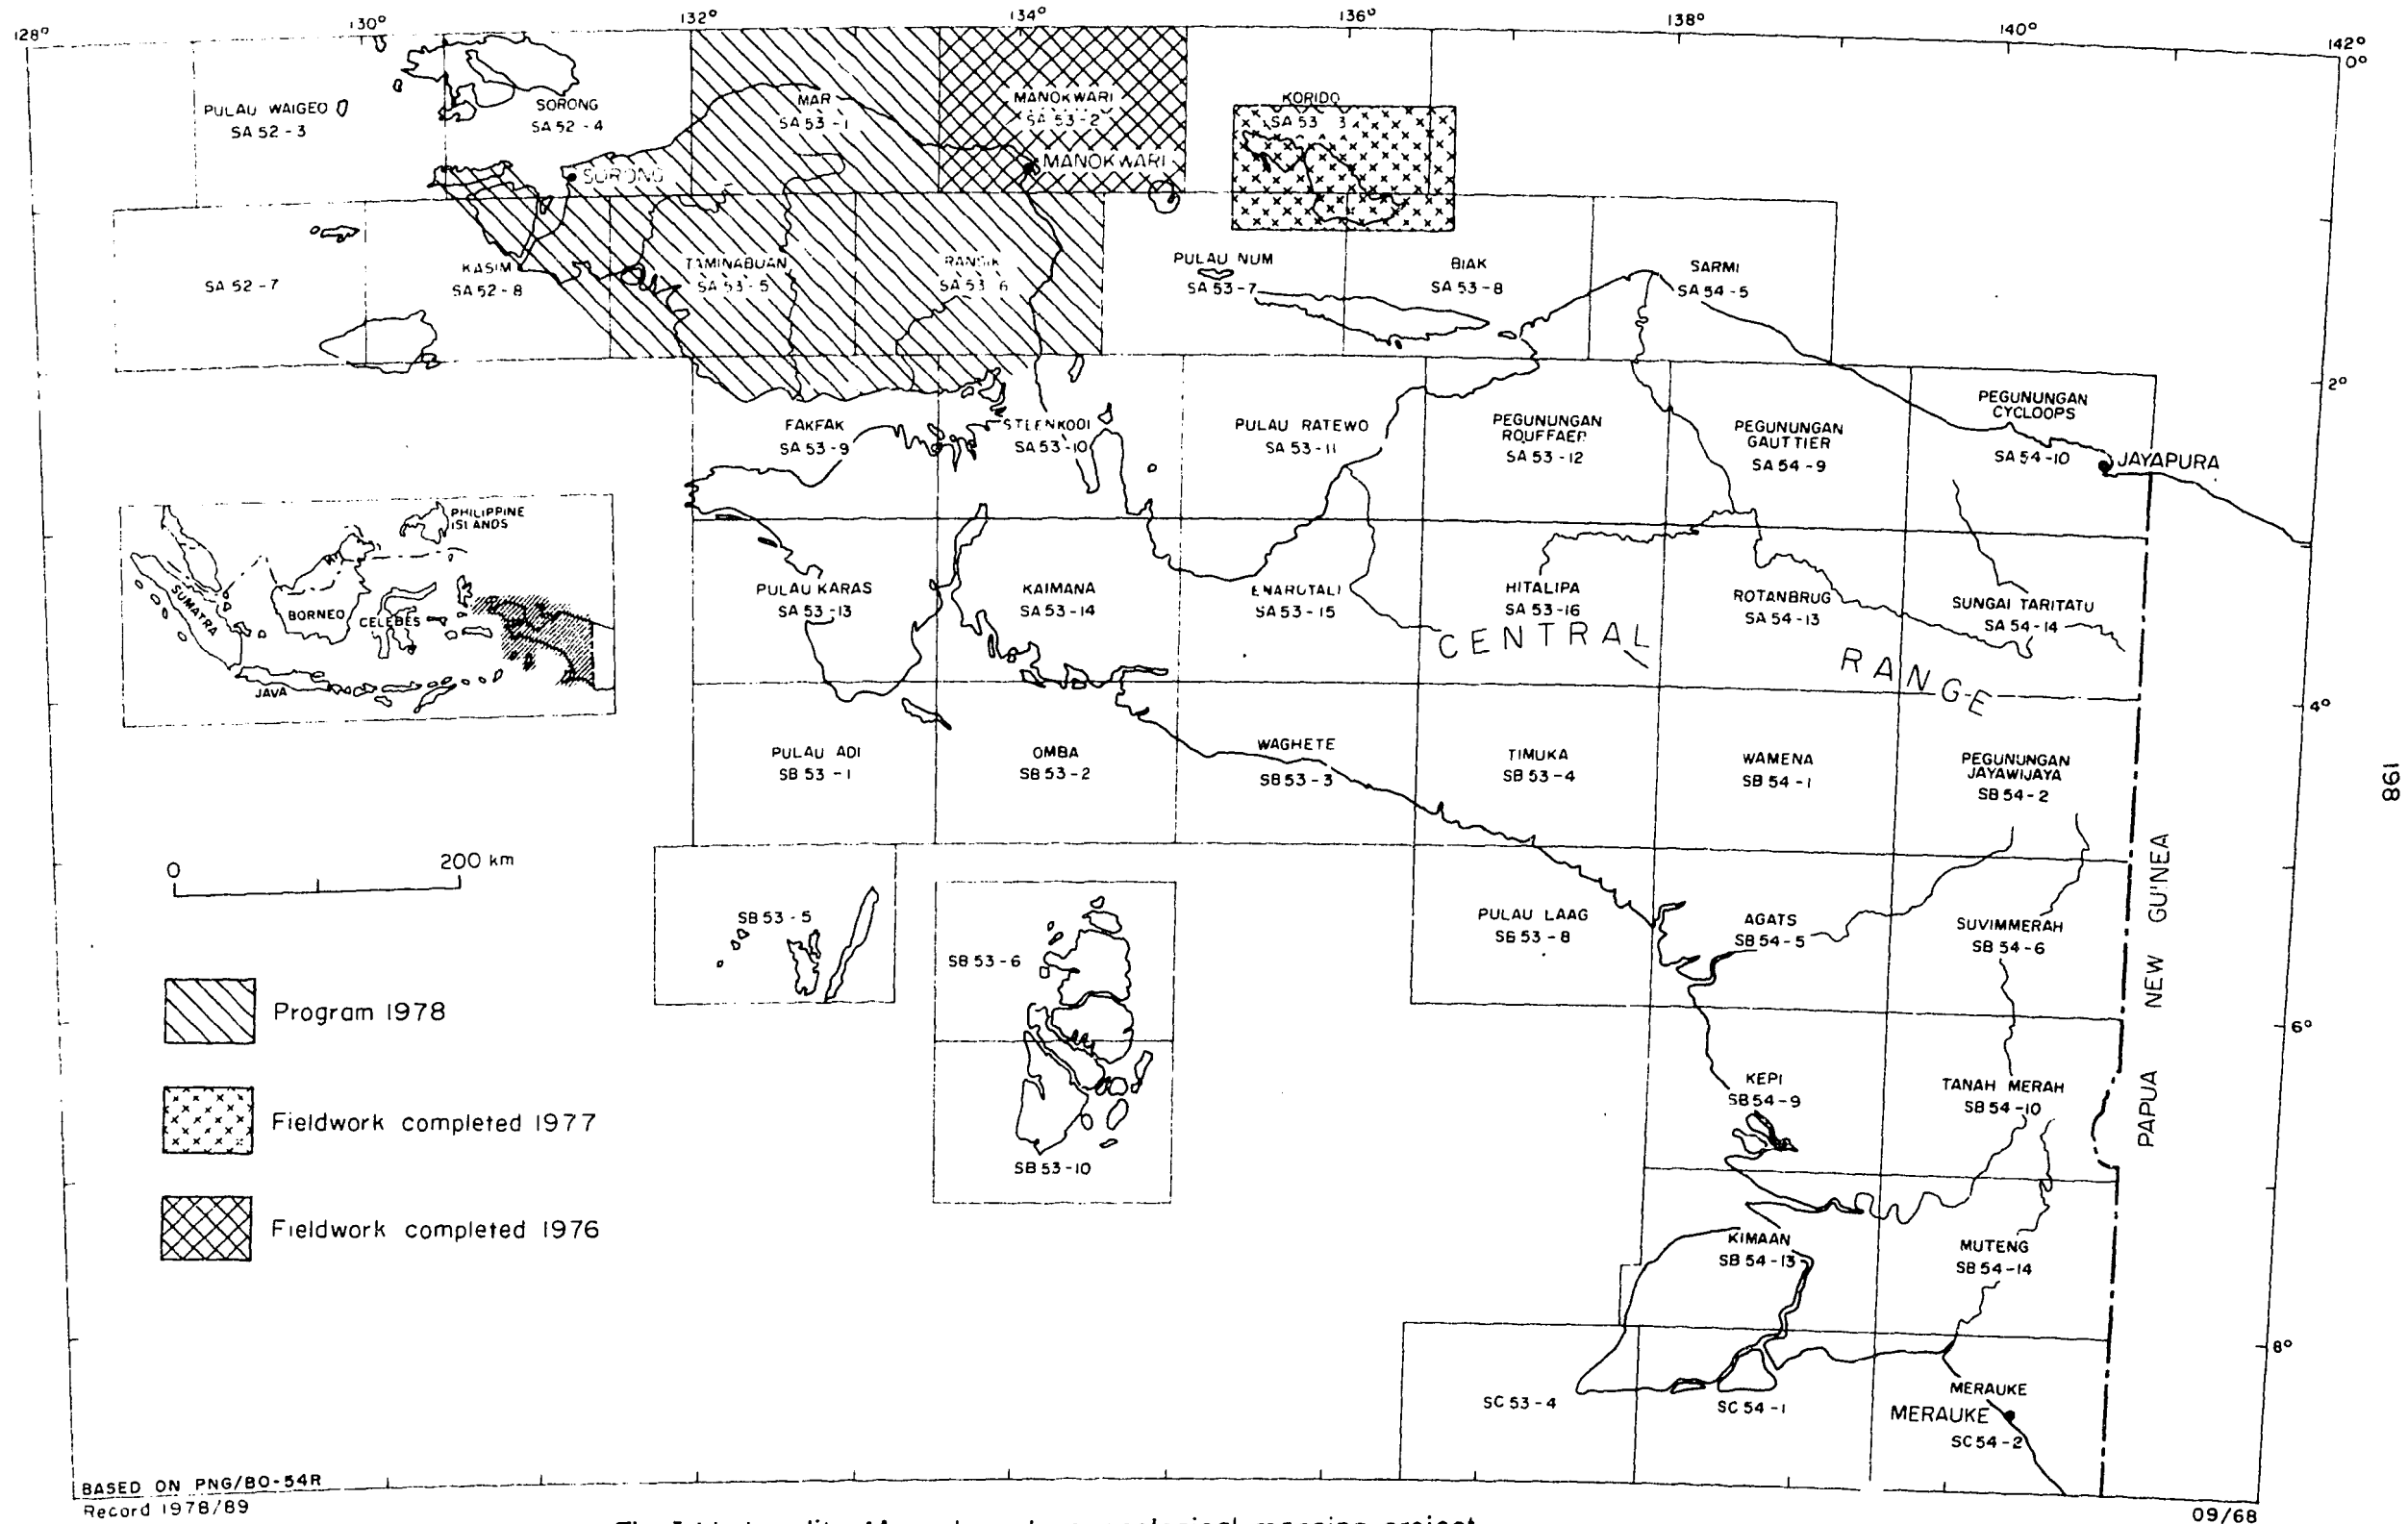 128°
130°
132°
134°
136°
138°
140°
142°
0°
PULAU WAIGEO
SA 52-3
SORONG
SA 52-4
MAR
SA 53-1
MANOKWARI
SA 53-2
KORIDO
SA 53 3
MANOKWARI
SORONG
SA 52-7
KASIM
SA 52-8
TAMINABUAN
SA 53-5
SA 53 6
PULAU NUM
SA 53-7
BIAK
SA 53-8
SARMI
SA 54-5
2°
FAKFAK
SA 53-9
STEENKOOI
SA 53-10
PULAU RATEWO
SA 53-11
PEGUNUNGAN
ROUFFAER
SA 53-12
PEGUNUNGAN
GAUTTIER
SA 54-9
PEGUNUNGAN
CYCLOOPS
SA 54-10
JAYAPURA
PHILIPPINE
ISLANDS
SUMATRA
BORNEO
CELEBES
JAVA
PULAU KARAS
SA 53-13
KAIMANA
SA 53-14
ENAROTALI
SA 53-15
HITALIPA
SA 53-16
ROTANBRUG
SA 54-13
SUNGAI TARITATU
SA 54-14
CENTRAL RANGE
4°
PULAU ADI
SB 53-1
OMBA
SB 53-2
WAGHETE
SB 53-3
TIMUKA
SB 53-4
WAMENA
SB 54-1
PEGUNUNGAN
JAYAWIJAYA
SB 54-2
198
0 200 km
SB 53-5
SB 53-6
PULAU LAAG
SB 53-8
AGATS
SB 54-5
SUVIMMERAH
SB 54-6
PAPUA NEW GUINEA
6°
Program 1978
Fieldwork completed 1977
Fieldwork completed 1976
SB 53-10
KEPI
SB 54-9
TANAH MERAH
SB 54-10
KIMAAN
SB 54-13
MUTENG
SB 54-14
8°
SC 53-4
SC 54-1
MERAUKE
MERAUKE
SC 54-2
BASED ON PNG/BO-54R
Record 1978/89
09/68
geological mapping project